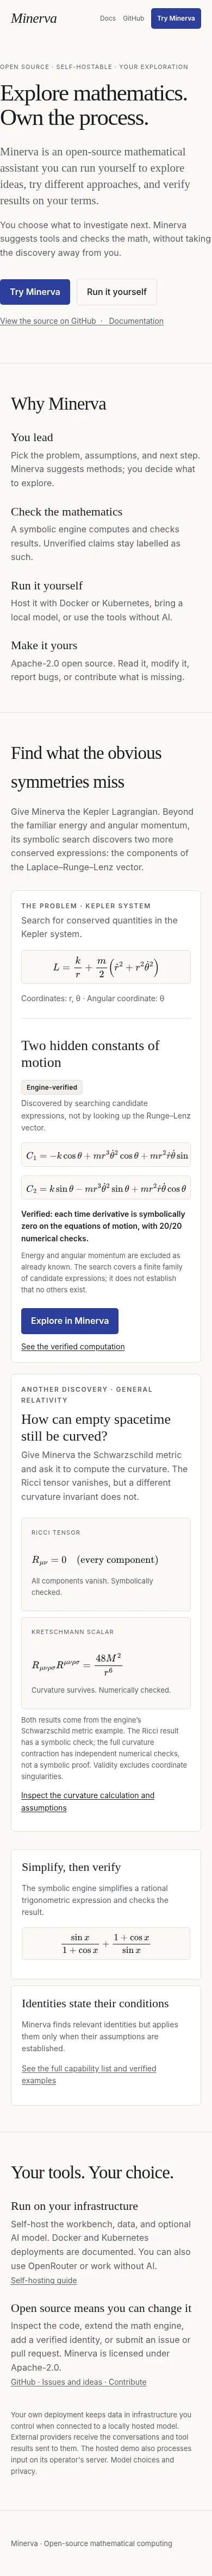 Minerva
Docs GitHub Try Minerva
OPEN SOURCE · SELF-HOSTABLE · YOUR EXPLORATION
Explore mathematics.
Own the process.
Minerva is an open-source mathematical
assistant you can run yourself to explore
ideas, try different approaches, and verify
results on your terms.
You choose what to investigate next. Minerva
suggests tools and checks the math, without taking
the discovery away from you.
Try Minerva Run it yourself
View the source on GitHub · Documentation
Why Minerva
You lead
Pick the problem, assumptions, and next step.
Minerva suggests methods; you decide what
to explore.
Check the mathematics
A symbolic engine computes and checks
results. Unverified claims stay labelled as
such.
Run it yourself
Host it with Docker or Kubernetes, bring a
local model, or use the tools without AI.
Make it yours
Apache-2.0 open source. Read it, modify it,
report bugs, or contribute what is missing.
Find what the obvious
symmetries miss
Give Minerva the Kepler Lagrangian. Beyond
the familiar energy and angular momentum,
its symbolic search discovers two more
conserved expressions: the components of
the Laplace–Runge–Lenz vector.
THE PROBLEM · KEPLER SYSTEM
Search for conserved quantities in the
Kepler system.
L = k/r + m/2 (ṙ² + r²θ̇²)
Coordinates: r, θ · Angular coordinate: θ
Two hidden constants of
motion
Engine-verified
Discovered by searching candidate
expressions, not by looking up the Runge–Lenz
vector.
C₁ = −k cos θ + mr³θ̇² cos θ + mr²ṙθ̇ sin
C₂ = k sin θ − mr³θ̇² sin θ + mr²ṙθ̇ cos θ
Verified: each time derivative is symbolically
zero on the equations of motion, with 20/20
numerical checks.
Energy and angular momentum are excluded as
already known. The search covers a finite family
of candidate expressions; it does not establish
that no others exist.
Explore in Minerva
See the verified computation
ANOTHER DISCOVERY · GENERAL
RELATIVITY
How can empty spacetime
still be curved?
Give Minerva the Schwarzschild metric
and ask it to compute the curvature. The
Ricci tensor vanishes, but a different
curvature invariant does not.
RICCI TENSOR
Rμν = 0 (every component)
All components vanish. Symbolically
checked.
KRETSCHMANN SCALAR
Rμνρσ R^μνρσ = 48M²/r⁶
Curvature survives. Numerically checked.
Both results come from the engine's
Schwarzschild metric example. The Ricci result
has a symbolic check; the full curvature
contraction has independent numerical checks,
not a symbolic proof. Validity excludes coordinate
singularities.
Inspect the curvature calculation and
assumptions
Simplify, then verify
The symbolic engine simplifies a rational
trigonometric expression and checks the
result.
sin x/(1 + cos x) + (1 + cos x)/sin x
Identities state their conditions
Minerva finds relevant identities but applies
them only when their assumptions are
established.
See the full capability list and verified
examples
Your tools. Your choice.
Run on your infrastructure
Self-host the workbench, data, and optional
AI model. Docker and Kubernetes
deployments are documented. You can also
use OpenRouter or work without AI.
Self-hosting guide
Open source means you can change it
Inspect the code, extend the math engine,
add a verified identity, or submit an issue or
pull request. Minerva is licensed under
Apache-2.0.
GitHub · Issues and ideas · Contribute
Your own deployment keeps data in infrastructure you
control when connected to a locally hosted model.
External providers receive the conversations and tool
results sent to them. The hosted demo also processes
input on its operator's server. Model choices and
privacy.
Minerva · Open-source mathematical computing